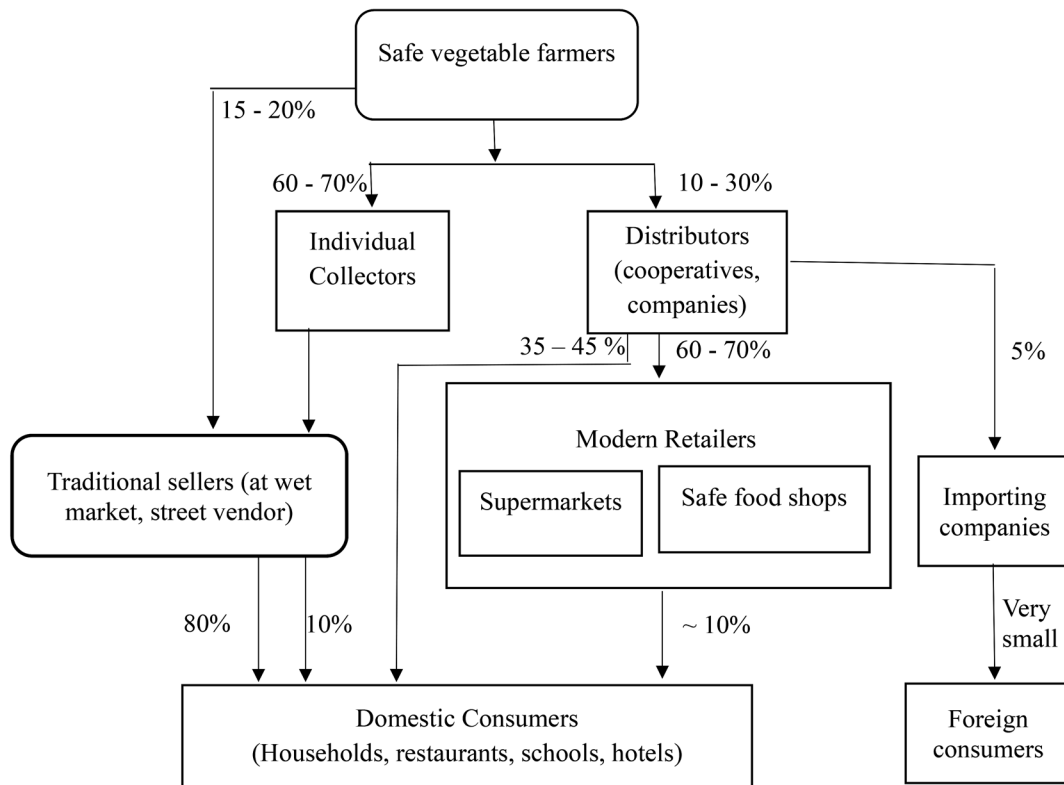 Safe vegetable farmers
15 - 20%
60 - 70%
10 - 30%
Individual
Collectors
Distributors
(cooperatives,
companies)
35 – 45 %
60 - 70%
5%
Modern Retailers
Supermarkets
Safe food shops
Traditional sellers (at wet
market, street vendor)
Importing
companies
80%
10%
~ 10%
Very
small
Domestic Consumers
(Households, restaurants, schools, hotels)
Foreign
consumers